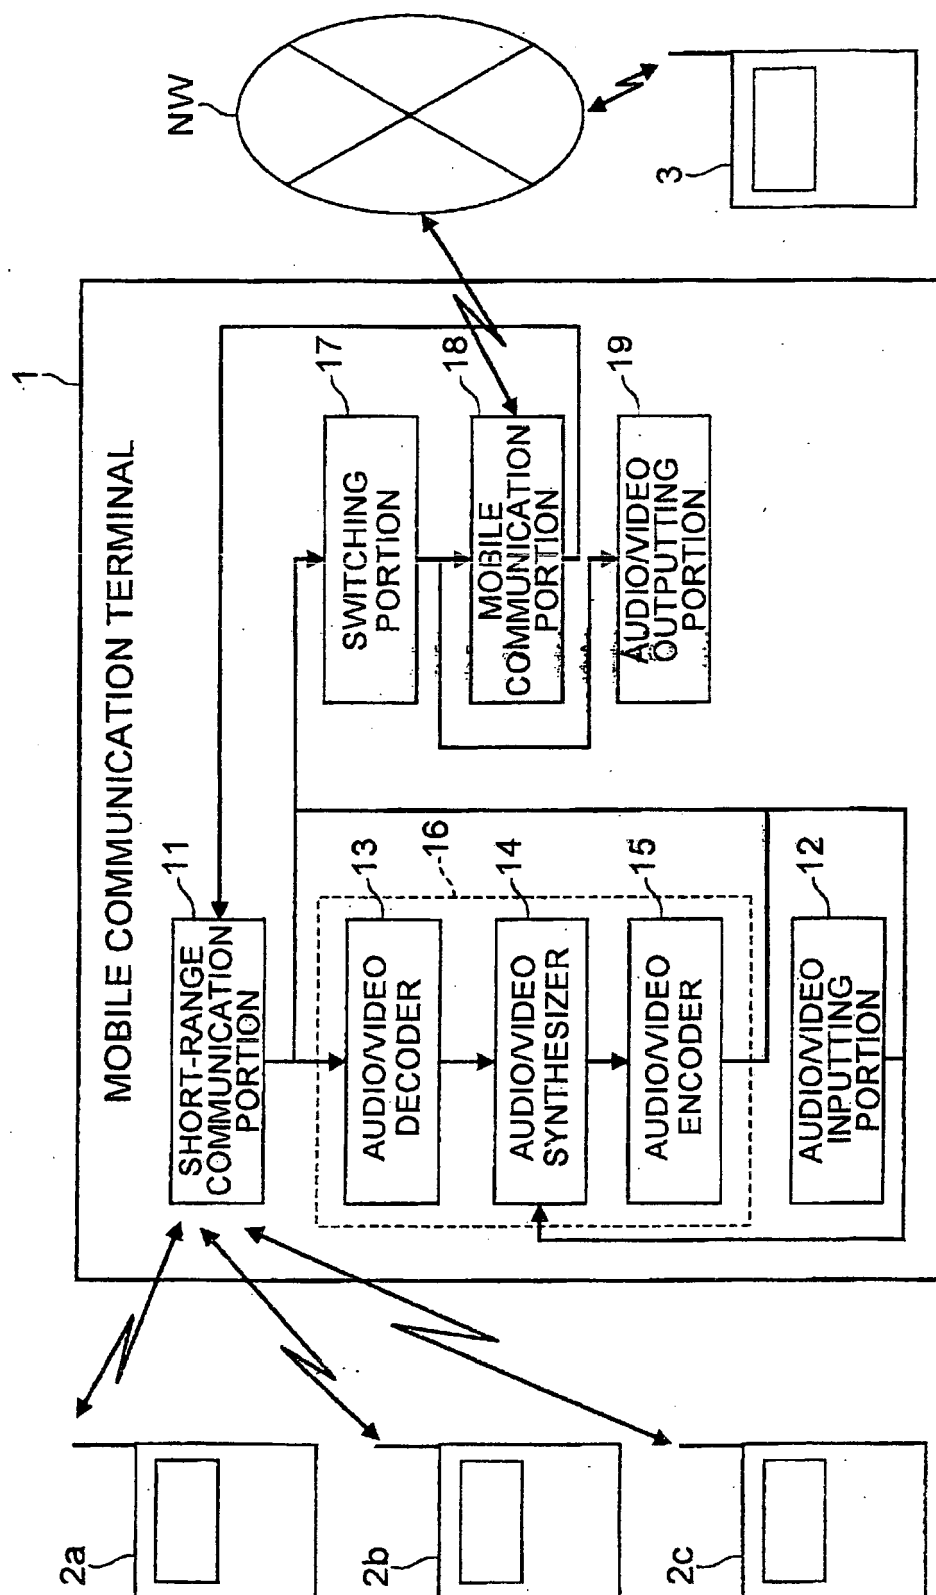 1
MOBILE COMMUNICATION TERMINAL
NW
11
SHORT-RANGE
COMMUNICATION
PORTION
13
AUDIO/VIDEO
DECODER
16
14
AUDIO/VIDEO
SYNTHESIZER
15
AUDIO/VIDEO
ENCODER
12
AUDIO/VIDEO
INPUTTING
PORTION
17
SWITCHING
PORTION
18
MOBILE
COMMUNICATION
PORTION
19
AUDIO/VIDEO
OUTPUTTING
PORTION
2a
2b
2c
3